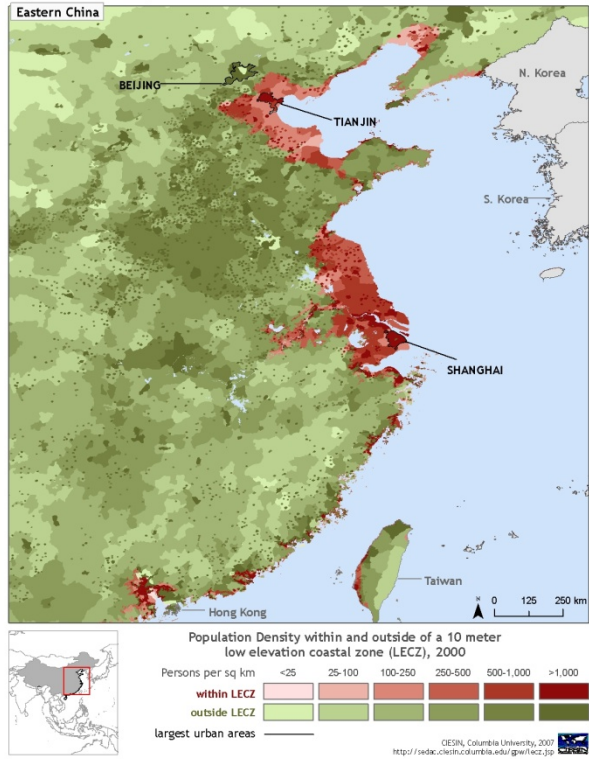 Eastern China
BEIJING
TIANJIN
N. Korea
S. Korea
SHANGHAI
Taiwan
Hong Kong
N
0 125 250 km
Population Density within and outside of a 10 meter
low elevation coastal zone (LECZ), 2000
Persons per sq km <25 25-100 100-250 250-500 500-1,000 >1,000
within LECZ
outside LECZ
largest urban areas
CIESIN, Columbia University, 2007
http://sedac.ciesin.columbia.edu/gpw/lecz.jsp